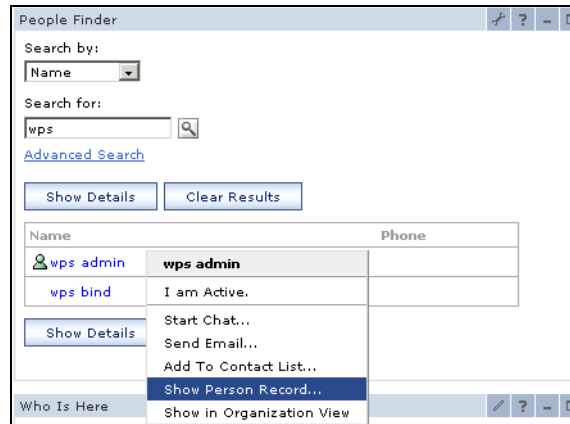 People Finder ? –
Search by:
Name
Search for:
wps
Advanced Search
Show Details Clear Results
Name Phone
wps admin
wps bind
Show Details
wps admin
I am Active.
Start Chat...
Send Email...
Add To Contact List...
Show Person Record...
Show in Organization View
Who Is Here ? –